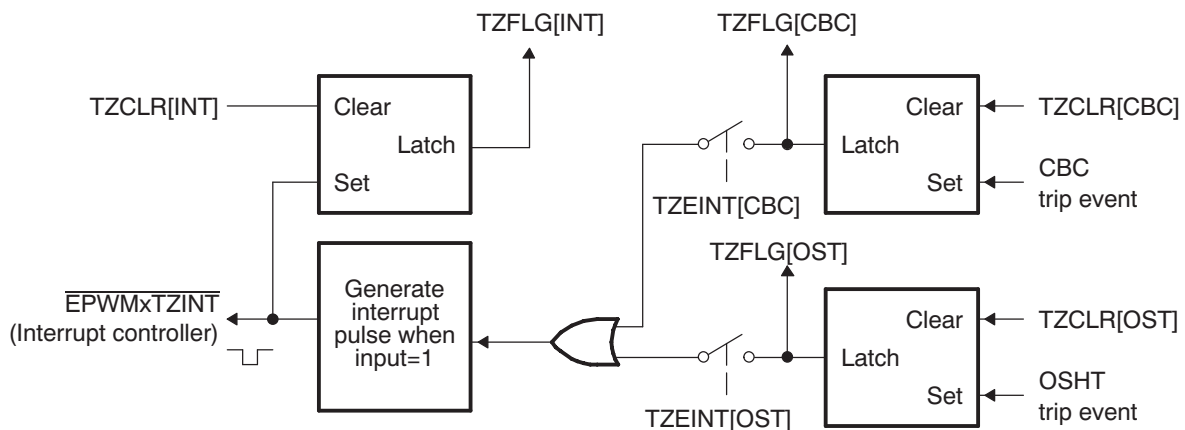 TZFLG[INT]
TZFLG[CBC]
TZCLR[INT]
Clear
Latch
Set
Clear
TZCLR[CBC]
Latch
Set
CBC
trip event
TZEINT[CBC]
TZFLG[OST]
EPWMxTZINT
(Interrupt controller)
Generate
interrupt
pulse when
input=1
Clear
TZCLR[OST]
Latch
Set
OSHT
trip event
TZEINT[OST]